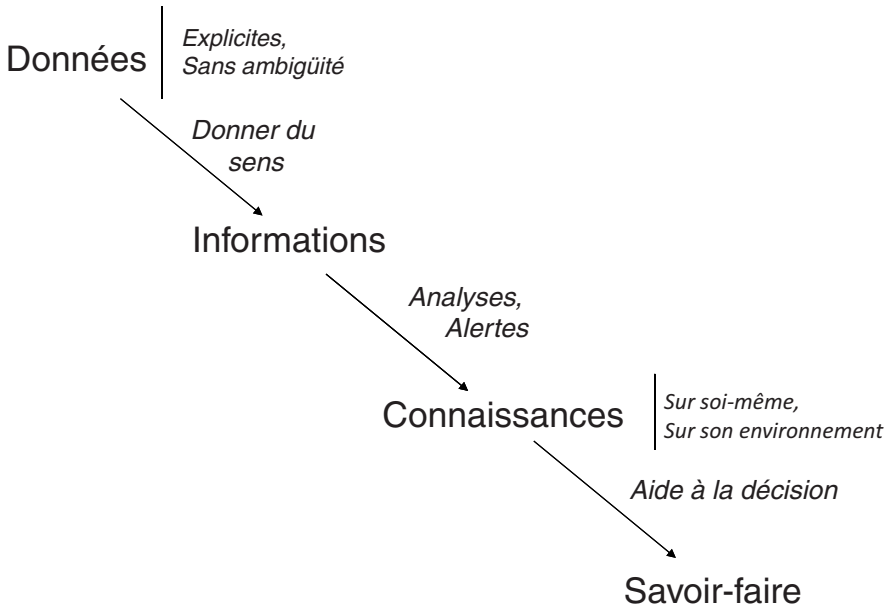 Données
Explicites,
Sans ambigüité
Donner du
sens
Informations
Analyses,
Alertes
Connaissances
Sur soi-même,
Sur son environnement
Aide à la décision
Savoir-faire